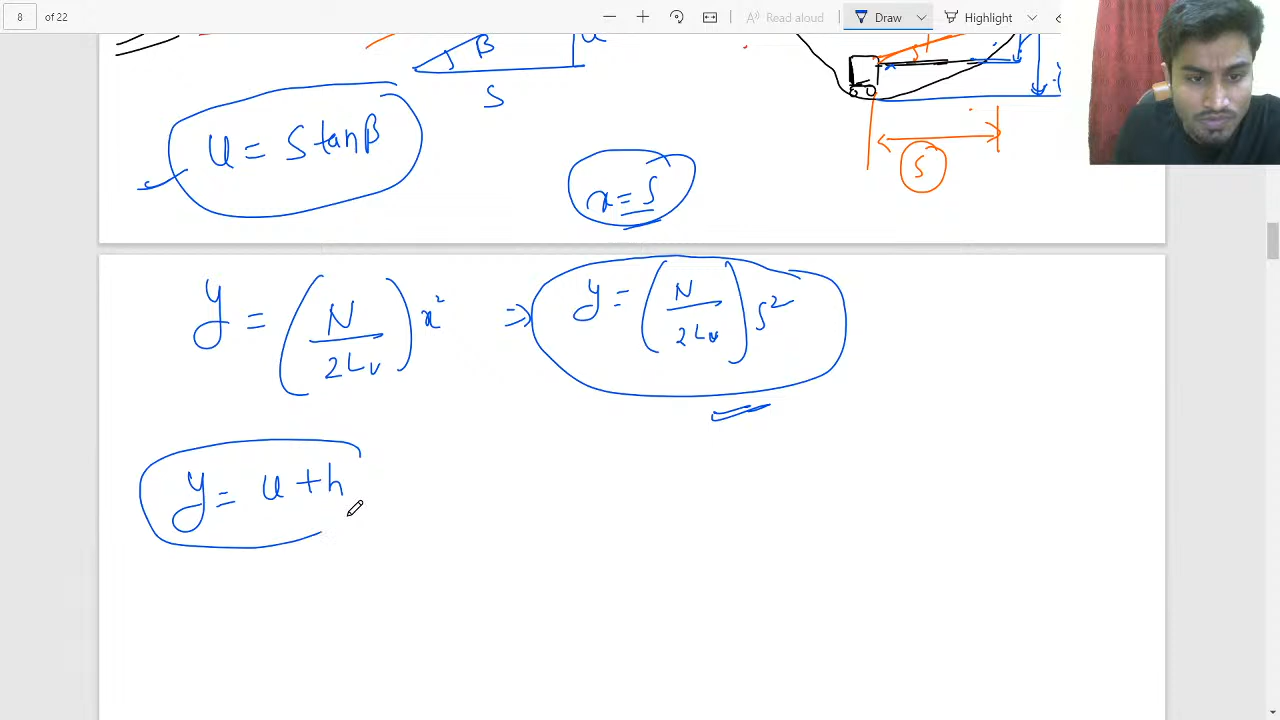 8 of 22
Read aloud
Draw
Highlight
β
u
S
u = S tanβ
x = S
S
y = (N / 2Lv) x²
⇒ y = (N / 2Lv) S²
y = u + h